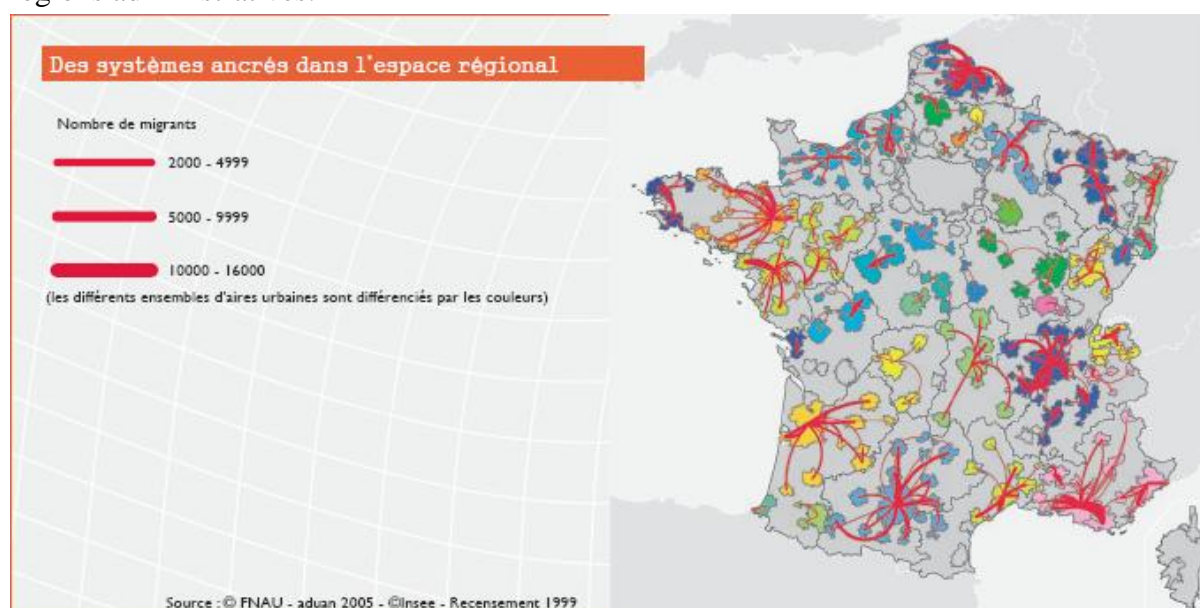 Des systèmes ancrés dans l'espace régional
Nombre de migrants
2000 - 4999
5000 - 9999
10000 - 16000
(les différents ensembles d'aires urbaines sont différenciés par les couleurs)
Source : © FNAU - aduan 2005 - ©Insee - Recensement 1999